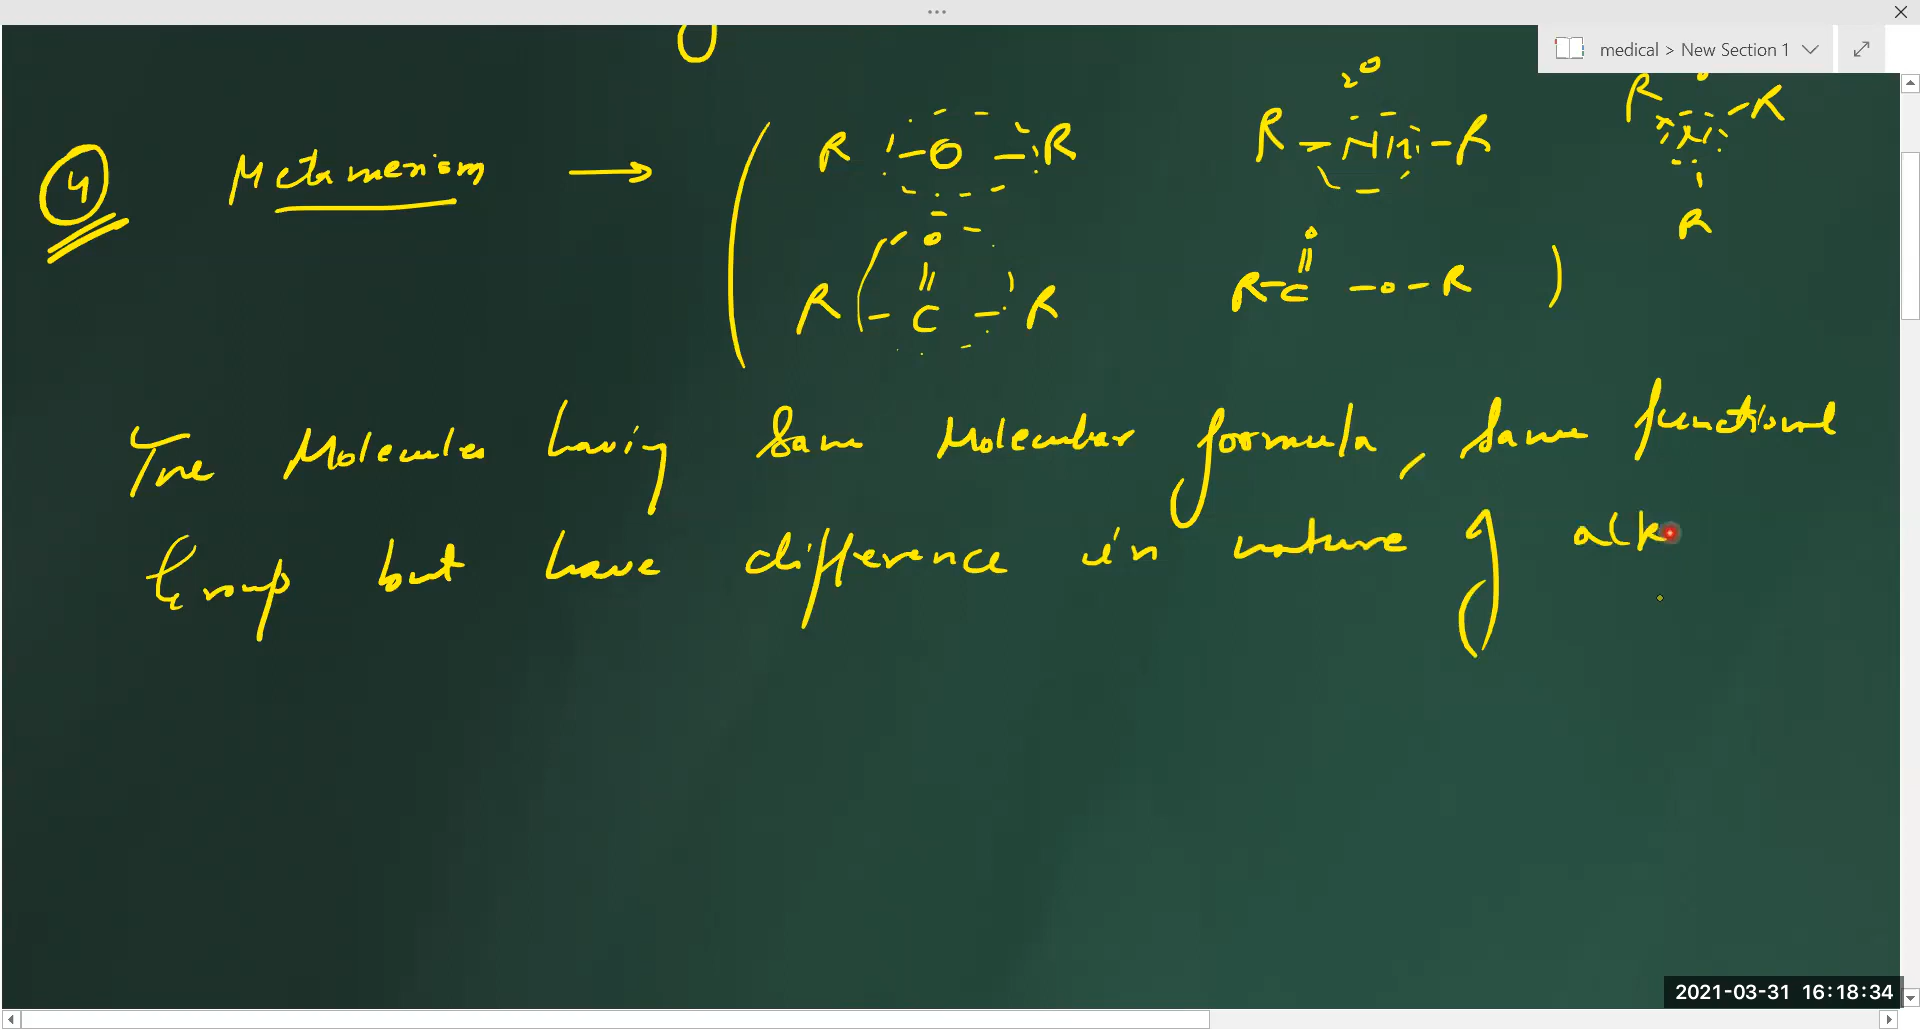 medical > New Section 1
2°
R - O - R R - NH - R R N R
④ Metamerism → ( R
O O
|| ||
R - C - R R - C - O - R )
The Molecules having Same Molecular formula, Same functional
Group but have difference in nature of alk
2021-03-31 16:18:34